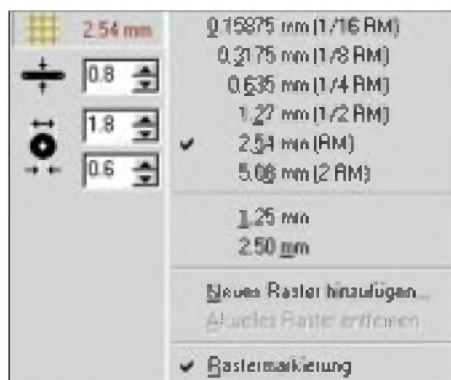 2.54 mm
0.8
1.8
0.6
0.15875 mm (1/16 RM)
0.3175 mm (1/8 RM)
0.635 mm (1/4 RM)
1.27 mm (1/2 RM)
2.54 mm (RM)
5.08 mm (2 RM)
1.25 mm
2.50 mm
Neues Raster hinzufügen...
Aktuelles Raster entfernen
Rastermarkierung